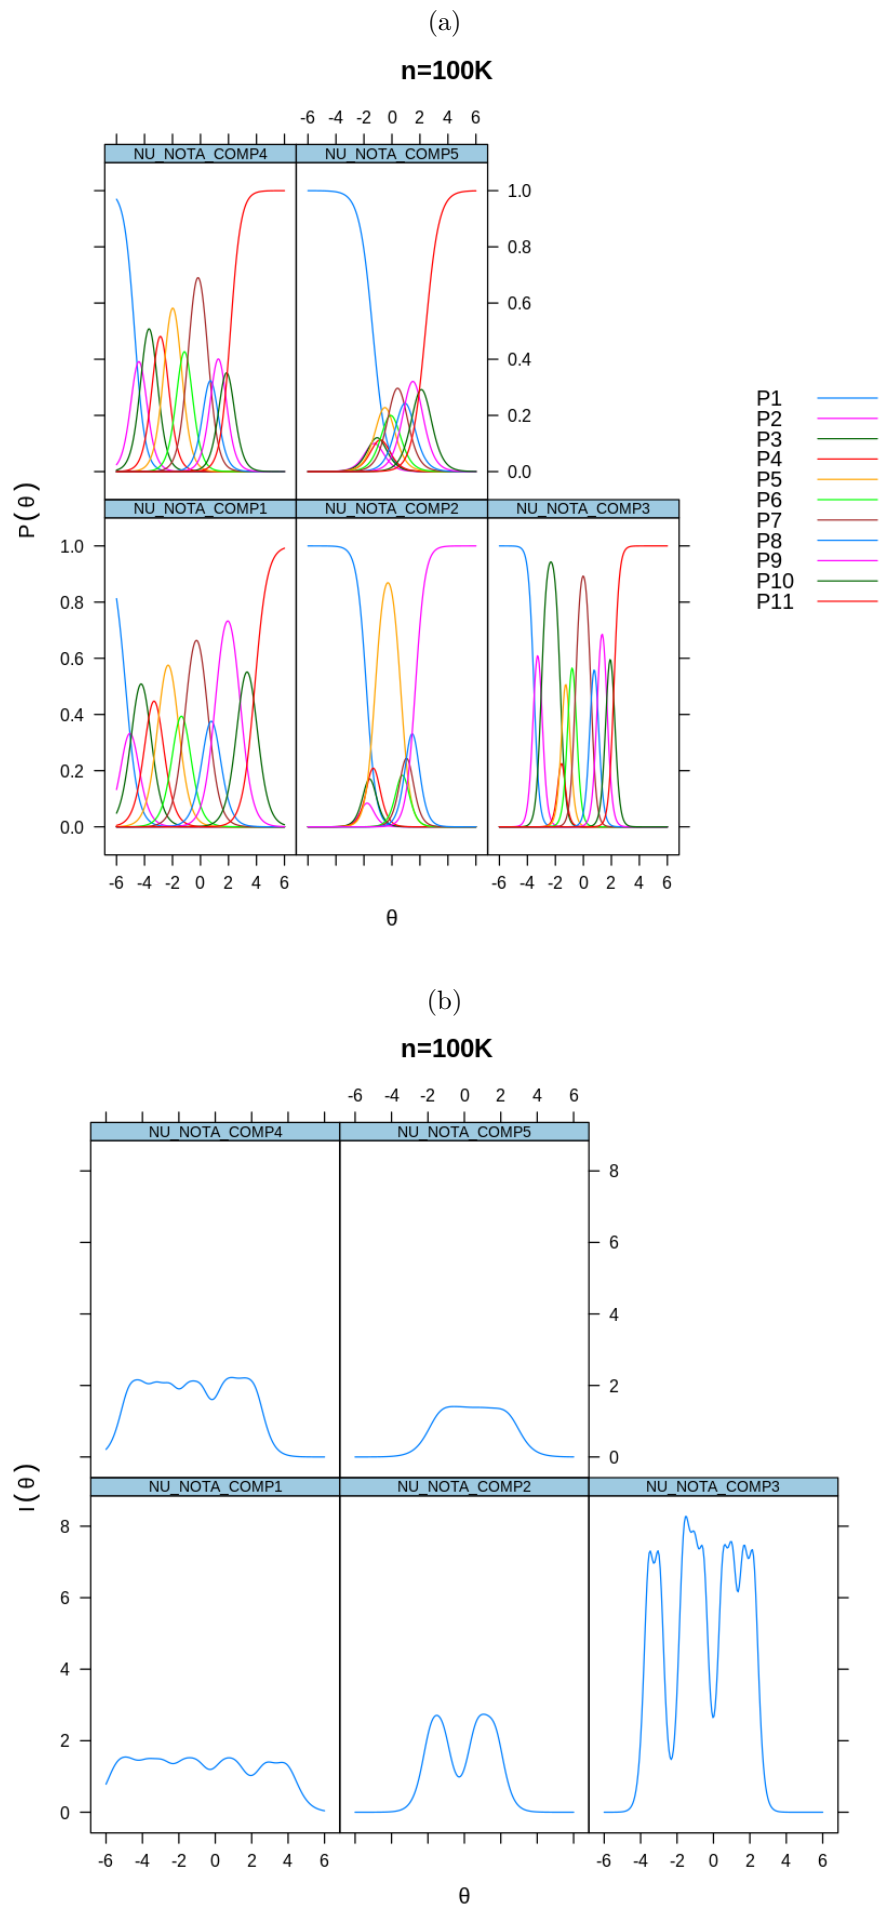 (a)
n=100K
-6 -4 -2 0 2 4 6
NU_NOTA_COMP4 NU_NOTA_COMP5
1.0
0.8
0.6
0.4
0.2
0.0
P1
P2
P3
P4
P5
P6
P7
P8
P9
P10
P11
P(θ)
NU_NOTA_COMP1 NU_NOTA_COMP2 NU_NOTA_COMP3
1.0
0.8
0.6
0.4
0.2
0.0
-6 -4 -2 0 2 4 6 -6 -4 -2 0 2 4 6
θ
(b)
n=100K
-6 -4 -2 0 2 4 6
NU_NOTA_COMP4 NU_NOTA_COMP5
8
6
4
2
0
I(θ)
NU_NOTA_COMP1 NU_NOTA_COMP2 NU_NOTA_COMP3
8
6
4
2
0
-6 -4 -2 0 2 4 6 -6 -4 -2 0 2 4 6
θ